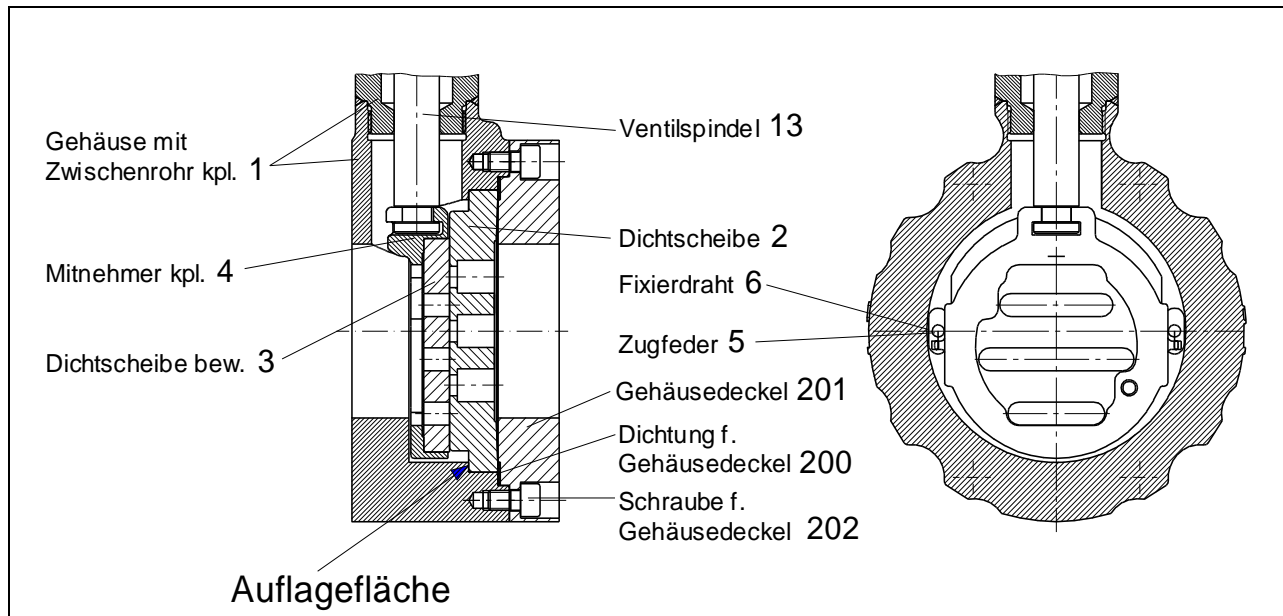 Gehäuse mit
Zwischenrohr kpl. 1
Mitnehmer kpl. 4
Dichtscheibe bew. 3
Auflagefläche
Ventilspindel 13
Dichtscheibe 2
Fixierdraht 6
Zugfeder 5
Gehäusedeckel 201
Dichtung f.
Gehäusedeckel 200
Schraube f.
Gehäusedeckel 202